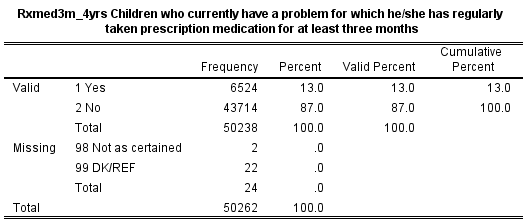 Rxmed3m_4yrs Children who currently have a problem for which he/she has regularly
taken prescription medication for at least three months
Frequency Percent Valid Percent Cumulative Percent
Valid 1 Yes 6524 13.0 13.0 13.0
2 No 43714 87.0 87.0 100.0
Total 50238 100.0 100.0
Missing 98 Not as certained 2 .0
99 DK/REF 22 .0
Total 24 .0
Total 50262 100.0